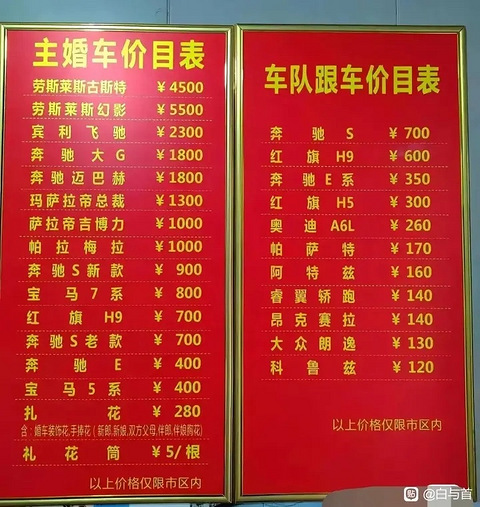 主婚车价目表
劳斯莱斯古斯特 ¥4500
劳斯莱斯幻影 ¥5500
宾利飞驰 ¥2300
奔驰大G ¥1800
奔驰迈巴赫 ¥1800
玛萨拉帝总裁 ¥1300
萨拉帝吉博力 ¥1000
帕拉梅拉 ¥1000
奔驰S新款 ¥900
宝马7系 ¥800
红旗H9 ¥700
奔驰S老款 ¥700
奔驰E ¥400
宝马5系 ¥400
扎花 ¥280
含:婚车装饰花,手捧花(新郎,新娘,双方父母,伴郎,伴娘胸花)
礼花筒 ¥5/根
以上价格仅限市区内
车队跟车价目表
奔驰S ¥700
红旗H9 ¥600
奔驰E系 ¥350
红旗H5 ¥300
奥迪A6L ¥260
帕萨特 ¥170
阿特兹 ¥160
睿翼轿跑 ¥140
昂克赛拉 ¥140
大众朗逸 ¥130
科鲁兹 ¥120
以上价格仅限市区内
贴 @白与首